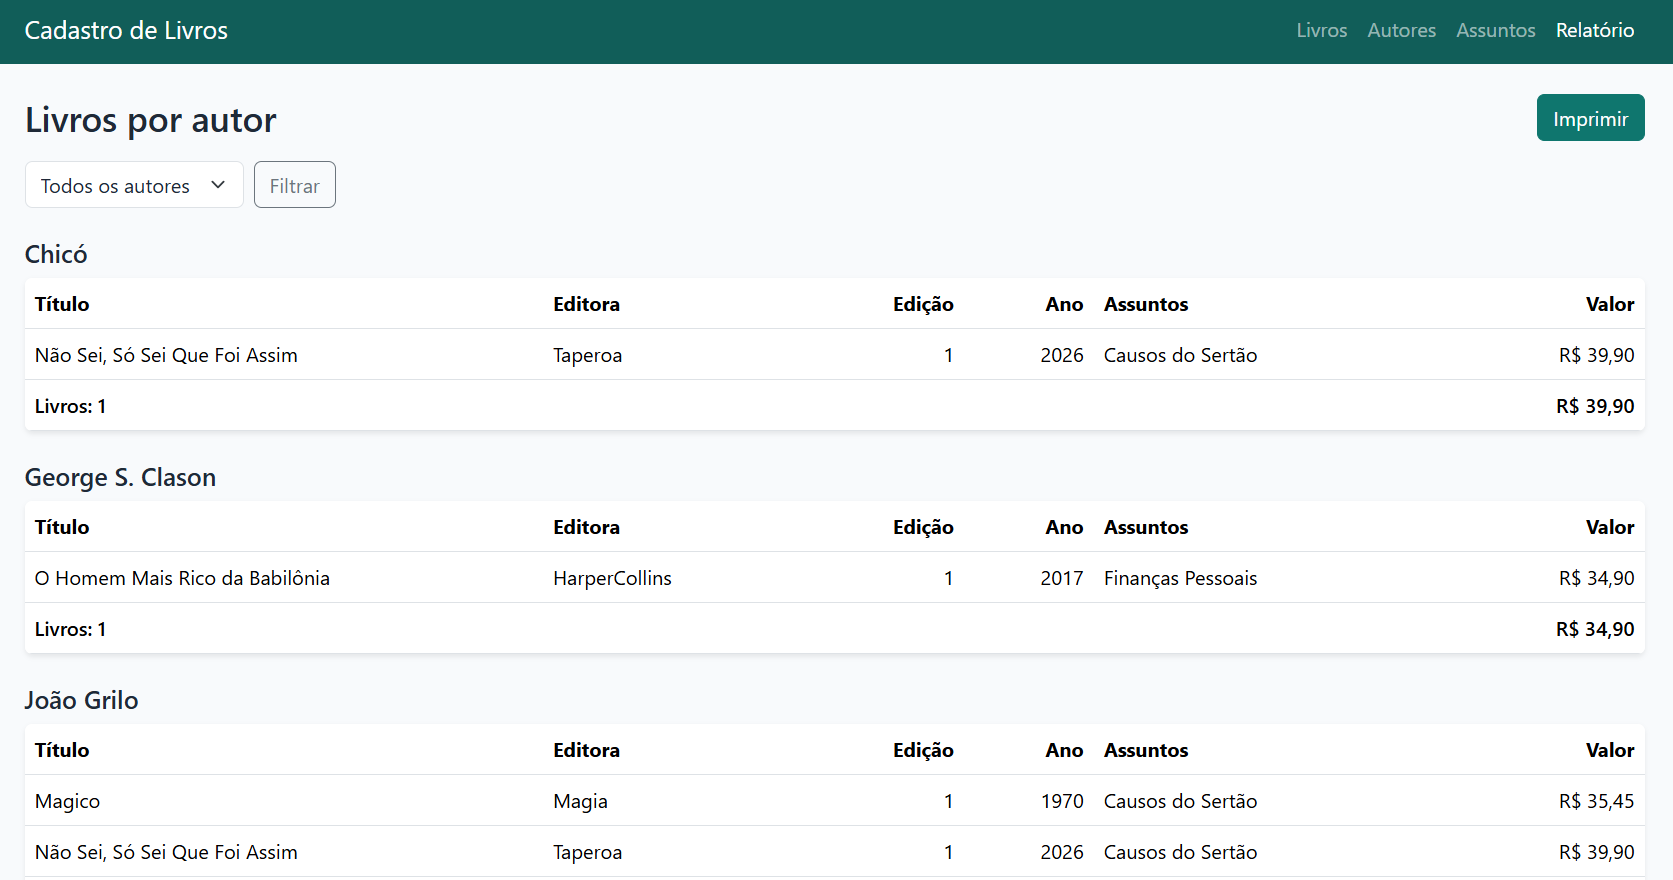 Cadastro de Livros Livros Autores Assuntos Relatório
Livros por autor Imprimir
Todos os autores Filtrar
Chicó
Título Editora Edição Ano Assuntos Valor
Não Sei, Só Sei Que Foi Assim Taperoa 1 2026 Causos do Sertão R$ 39,90
Livros: 1 R$ 39,90
George S. Clason
Título Editora Edição Ano Assuntos Valor
O Homem Mais Rico da Babilônia HarperCollins 1 2017 Finanças Pessoais R$ 34,90
Livros: 1 R$ 34,90
João Grilo
Título Editora Edição Ano Assuntos Valor
Magico Magia 1 1970 Causos do Sertão R$ 35,45
Não Sei, Só Sei Que Foi Assim Taperoa 1 2026 Causos do Sertão R$ 39,90